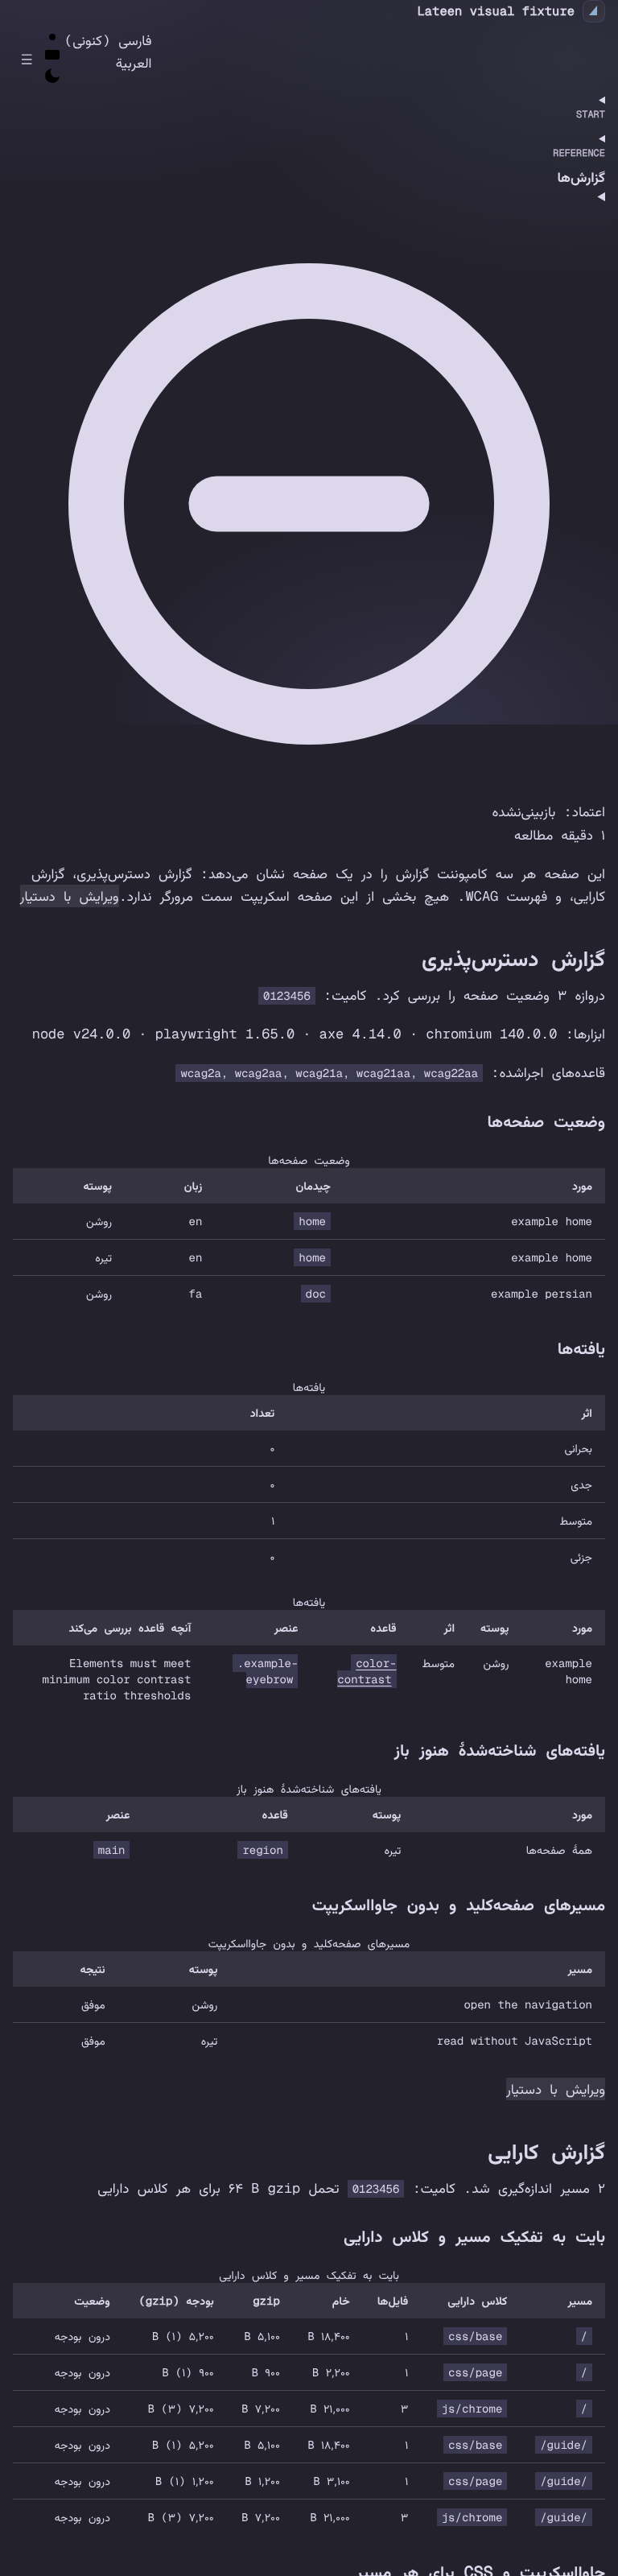 Lateen visual fixture
فارسی (کنونی)
العربية
START
REFERENCE
گزارش‌ها
اعتماد: بازبینی‌نشده
۱ دقیقه مطالعه
این صفحه هر سه کامپوننت گزارش را در یک صفحه نشان می‌دهد: گزارش دسترس‌پذیری، گزارش
کارایی، و فهرست WCAG. هیچ بخشی از این صفحه اسکریپت سمت مرورگر ندارد.ویرایش با دستیار
گزارش دسترس‌پذیری
دروازه ۳ وضعیت صفحه را بررسی کرد. کامیت: 0123456
ابزارها: node v24.0.0 · playwright 1.65.0 · axe 4.14.0 · chromium 140.0.0
قاعده‌های اجراشده: wcag2a, wcag2aa, wcag21a, wcag21aa, wcag22aa
وضعیت صفحه‌ها
وضعیت صفحه‌ها
مورد چیدمان زبان پوسته
example home home en روشن
example home home en تیره
example persian doc fa روشن
یافته‌ها
یافته‌ها
اثر تعداد
بحرانی ۰
جدی ۰
متوسط ۱
جزئی ۰
یافته‌ها
مورد پوسته اثر قاعده عنصر آنچه قاعده بررسی می‌کند
example home روشن متوسط color-contrast .example-eyebrow Elements must meet minimum color contrast ratio thresholds
یافته‌های شناخته‌شدهٔ هنوز باز
یافته‌های شناخته‌شدهٔ هنوز باز
مورد پوسته قاعده عنصر
همهٔ صفحه‌ها تیره region main
مسیرهای صفحه‌کلید و بدون جاوااسکریپت
مسیرهای صفحه‌کلید و بدون جاوااسکریپت
مسیر پوسته نتیجه
open the navigation روشن موفق
read without JavaScript تیره موفق
ویرایش با دستیار
گزارش کارایی
۲ مسیر اندازه‌گیری شد. کامیت: 0123456 تحمل ۶۴ B gzip برای هر کلاس دارایی
بایت به تفکیک مسیر و کلاس دارایی
بایت به تفکیک مسیر و کلاس دارایی
مسیر کلاس دارایی فایل‌ها خام gzip بودجه (gzip) وضعیت
/ css/base ۱ ۱۸,۴۰۰ B ۵,۱۰۰ B ۵,۲۰۰ B (۱) درون بودجه
/ css/page ۱ ۲,۲۰۰ B ۹۰۰ B ۹۰۰ B (۱) درون بودجه
/ js/chrome ۳ ۲۱,۰۰۰ B ۷,۲۰۰ B ۷,۲۰۰ B (۳) درون بودجه
/guide/ css/base ۱ ۱۸,۴۰۰ B ۵,۱۰۰ B ۵,۲۰۰ B (۱) درون بودجه
/guide/ css/page ۱ ۳,۱۰۰ B ۱,۲۰۰ B ۱,۲۰۰ B (۱) درون بودجه
/guide/ js/chrome ۳ ۲۱,۰۰۰ B ۷,۲۰۰ B ۷,۲۰۰ B (۳) درون بودجه
جاوااسکریپت و CSS برای هر مسیر